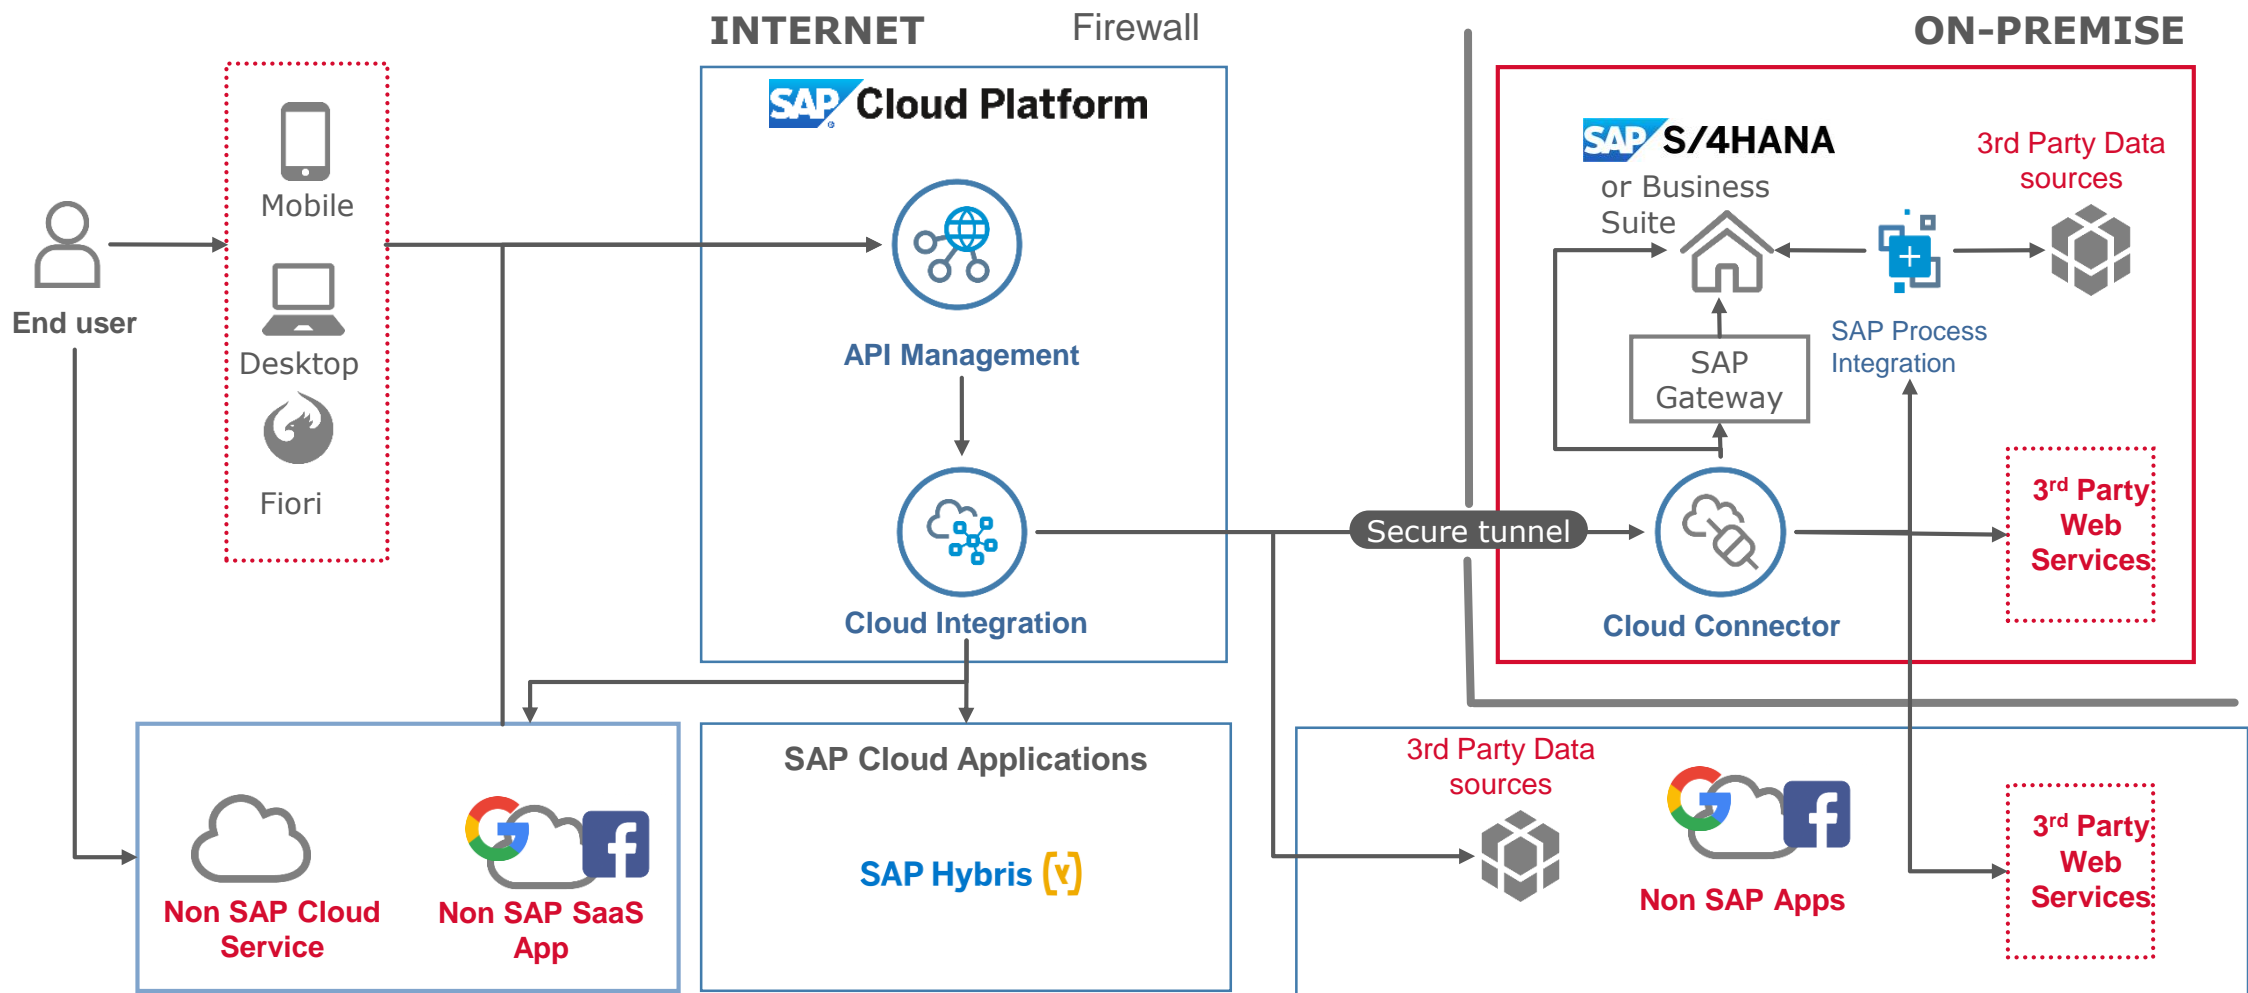 INTERNET
Firewall
ON-PREMISE
SAP Cloud Platform
SAP S/4HANA
or Business
Suite
3rd Party Data
sources
Mobile
Desktop
Fiori
End user
API Management
SAP Process
Integration
SAP
Gateway
Secure tunnel
Cloud Integration
Cloud Connector
3rd Party
Web
Services
SAP Cloud Applications
SAP Hybris (y)
Non SAP Cloud
Service
Non SAP SaaS
App
3rd Party Data
sources
Non SAP Apps
3rd Party
Web
Services